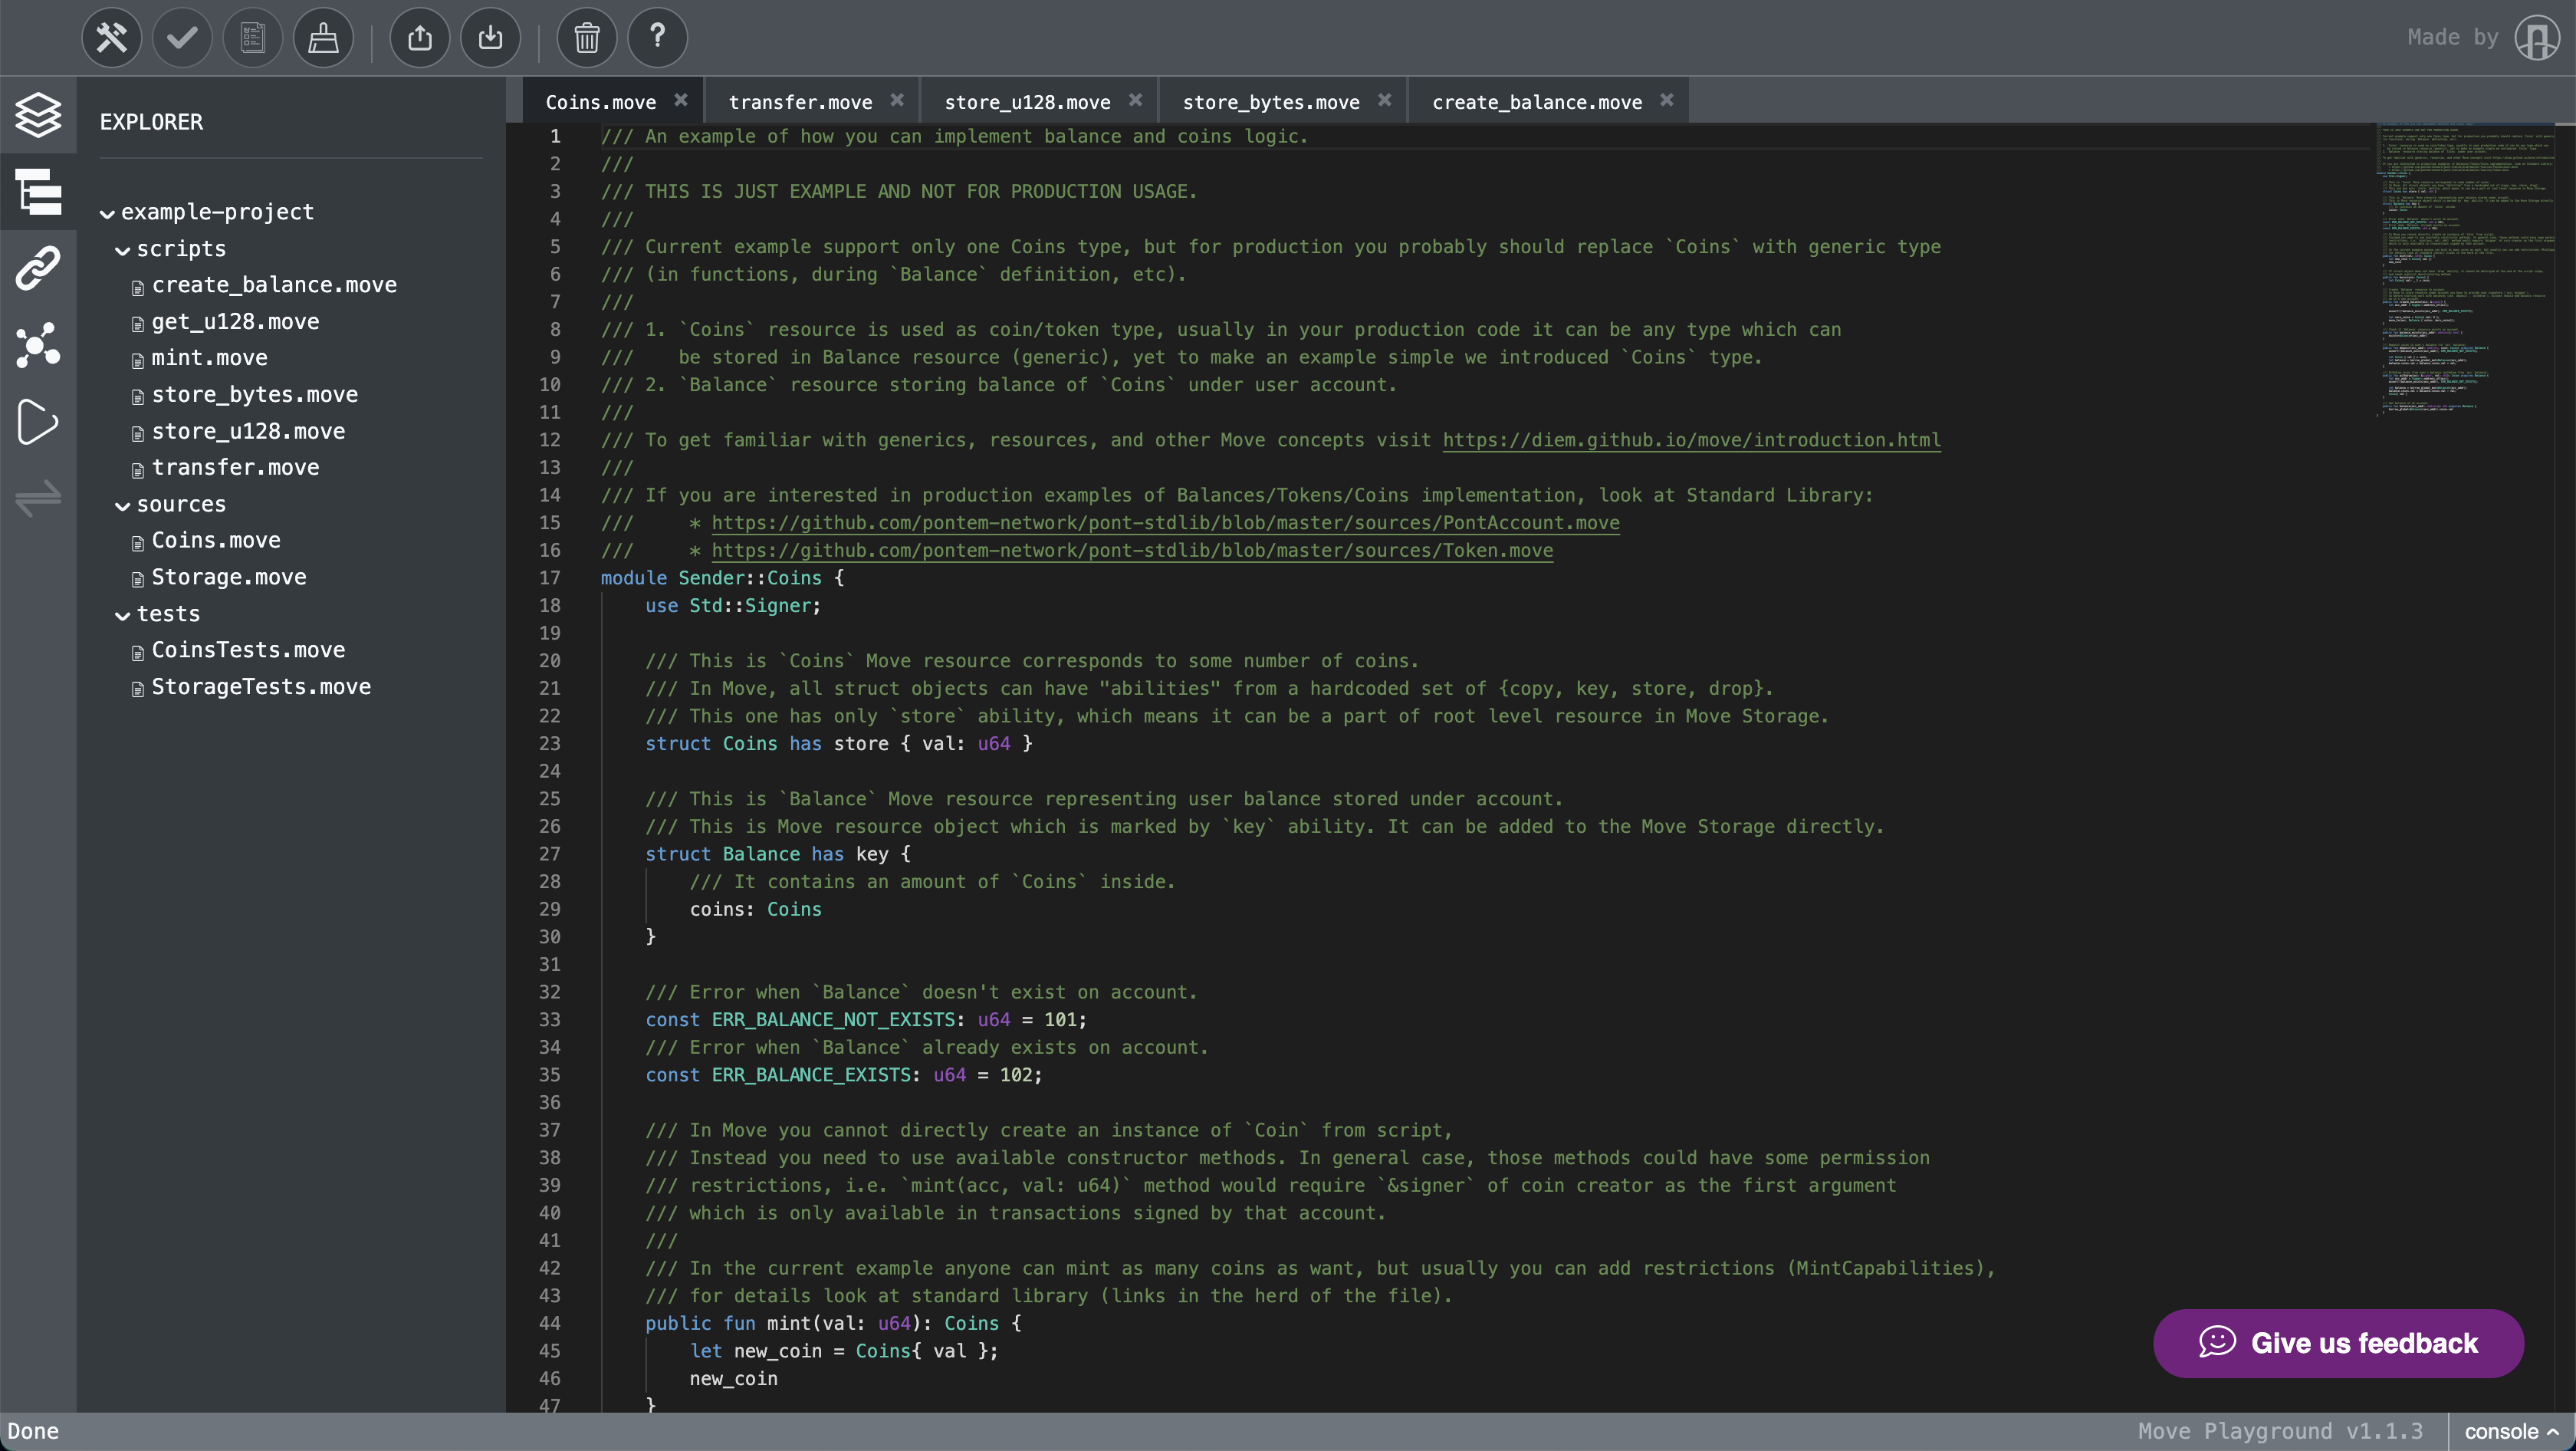 Made by
EXPLORER
example-project
scripts
create_balance.move
get_u128.move
mint.move
store_bytes.move
store_u128.move
transfer.move
sources
Coins.move
Storage.move
tests
CoinsTests.move
StorageTests.move
Coins.move transfer.move store_u128.move store_bytes.move create_balance.move
1 /// An example of how you can implement balance and coins logic.
2 ///
3 /// THIS IS JUST EXAMPLE AND NOT FOR PRODUCTION USAGE.
4 ///
5 /// Current example support only one Coins type, but for production you probably should replace `Coins` with generic type
6 /// (in functions, during `Balance` definition, etc).
7 ///
8 /// 1. `Coins` resource is used as coin/token type, usually in your production code it can be any type which can
9 ///    be stored in Balance resource (generic), yet to make an example simple we introduced `Coins` type.
10 /// 2. `Balance` resource storing balance of `Coins` under user account.
11 ///
12 /// To get familiar with generics, resources, and other Move concepts visit https://diem.github.io/move/introduction.html
13 ///
14 /// If you are interested in production examples of Balances/Tokens/Coins implementation, look at Standard Library:
15 ///     * https://github.com/pontem-network/pont-stdlib/blob/master/sources/PontAccount.move
16 ///     * https://github.com/pontem-network/pont-stdlib/blob/master/sources/Token.move
17 module Sender::Coins {
18     use Std::Signer;
19
20     /// This is `Coins` Move resource corresponds to some number of coins.
21     /// In Move, all struct objects can have "abilities" from a hardcoded set of {copy, key, store, drop}.
22     /// This one has only `store` ability, which means it can be a part of root level resource in Move Storage.
23     struct Coins has store { val: u64 }
24
25     /// This is `Balance` Move resource representing user balance stored under account.
26     /// This is Move resource object which is marked by `key` ability. It can be added to the Move Storage directly.
27     struct Balance has key {
28         /// It contains an amount of `Coins` inside.
29         coins: Coins
30     }
31
32     /// Error when `Balance` doesn't exist on account.
33     const ERR_BALANCE_NOT_EXISTS: u64 = 101;
34     /// Error when `Balance` already exists on account.
35     const ERR_BALANCE_EXISTS: u64 = 102;
36
37     /// In Move you cannot directly create an instance of `Coin` from script,
38     /// Instead you need to use available constructor methods. In general case, those methods could have some permission
39     /// restrictions, i.e. `mint(acc, val: u64)` method would require `&signer` of coin creator as the first argument
40     /// which is only available in transactions signed by that account.
41     ///
42     /// In the current example anyone can mint as many coins as want, but usually you can add restrictions (MintCapabilities),
43     /// for details look at standard library (links in the herd of the file).
44     public fun mint(val: u64): Coins {
45         let new_coin = Coins{ val };
46         new_coin
47     }
Give us feedback
Done
Move Playground v1.1.3
console